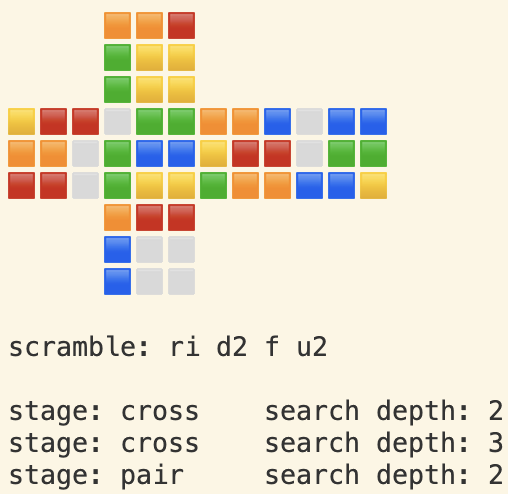 scramble: ri d2 f u2
stage: cross    search depth: 2
stage: cross    search depth: 3
stage: pair     search depth: 2